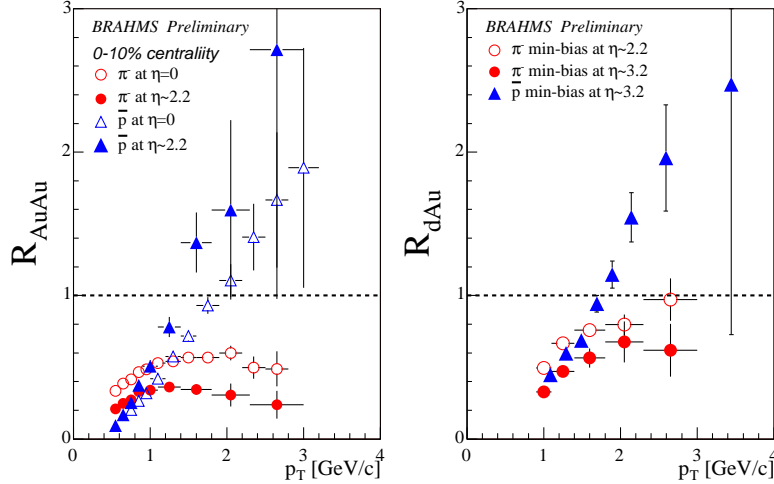 BRAHMS Preliminary
0-10% centraliity
π⁻ at η=0
π⁻ at η~2.2
p̅ at η=0
p̅ at η~2.2
R_AuAu
0
1
2
3
0 1 2 3 4
p_T [GeV/c]
BRAHMS Preliminary
π⁻ min-bias at η~2.2
π⁻ min-bias at η~3.2
p̅ min-bias at η~3.2
R_dAu
0
1
2
3
0 1 2 3 4
p_T [GeV/c]